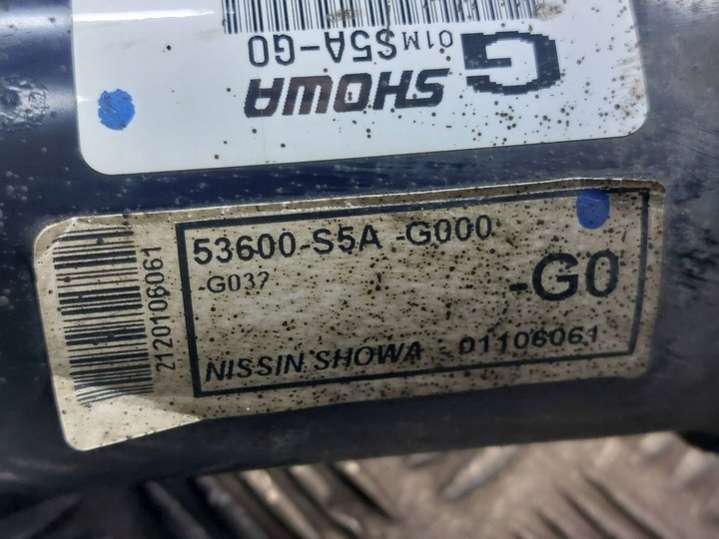 G
01M S5A-G0
SHOWA
53600-S5A -G000
-G037
-G0
NISSIN SHOWA 01106061
2120106061